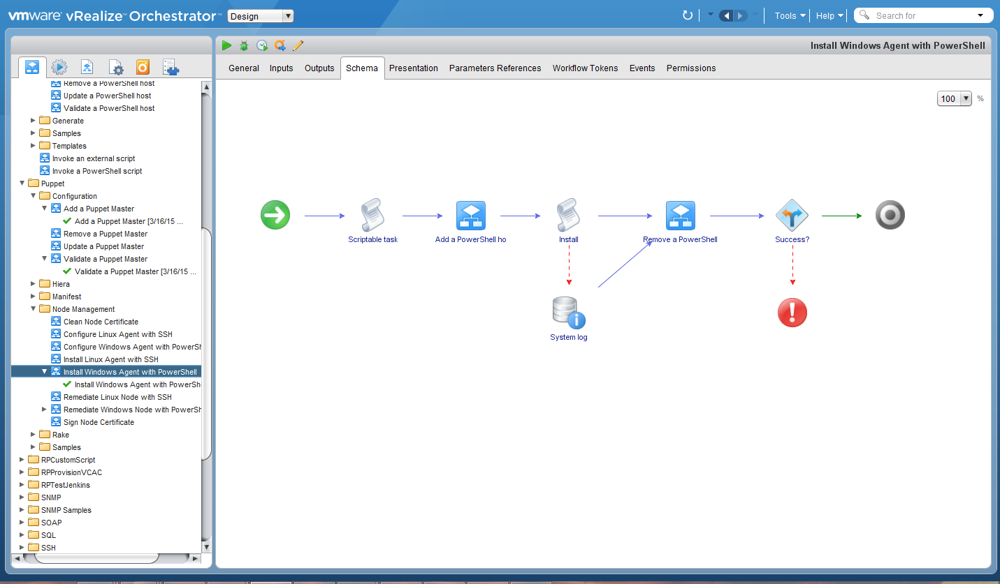 vmware vRealize™ Orchestrator™
Design
Tools
Help
Search for
Install Windows Agent with PowerShell
General
Inputs
Outputs
Schema
Presentation
Parameters References
Workflow Tokens
Events
Permissions
100
%
Remove a PowerShell host
Update a PowerShell host
Validate a PowerShell host
Generate
Samples
Templates
Invoke an external script
Invoke a PowerShell script
Puppet
Configuration
Add a Puppet Master
Add a Puppet Master [3/16/15 ...
Remove a Puppet Master
Update a Puppet Master
Validate a Puppet Master
Validate a Puppet Master [3/16/15 ...
Hiera
Manifest
Node Management
Clean Node Certificate
Configure Linux Agent with SSH
Configure Windows Agent with PowerSh
Install Linux Agent with SSH
Install Windows Agent with PowerShell
Install Windows Agent with PowerShe
Remediate Linux Node with SSH
Remediate Windows Node with PowerSh
Sign Node Certificate
Rake
Samples
RPCustomScript
RPProvisionVCAC
RPTestJenkins
SNMP
SNMP Samples
SOAP
SQL
SSH
Scriptable task
Add a PowerShell ho
Install
Remove a PowerShell
Success?
System log